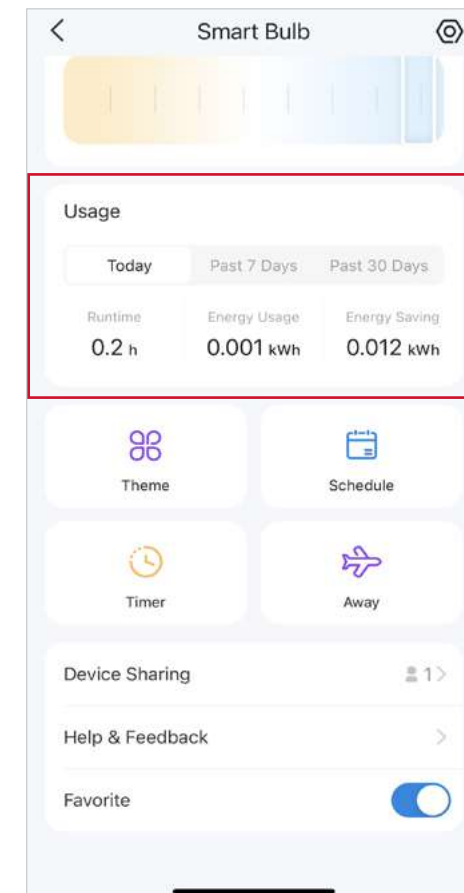 Smart Bulb
Usage
Today Past 7 Days Past 30 Days
Runtime Energy Usage Energy Saving
0.2 h 0.001 kWh 0.012 kWh
Theme Schedule
Timer Away
Device Sharing 1
Help & Feedback
Favorite